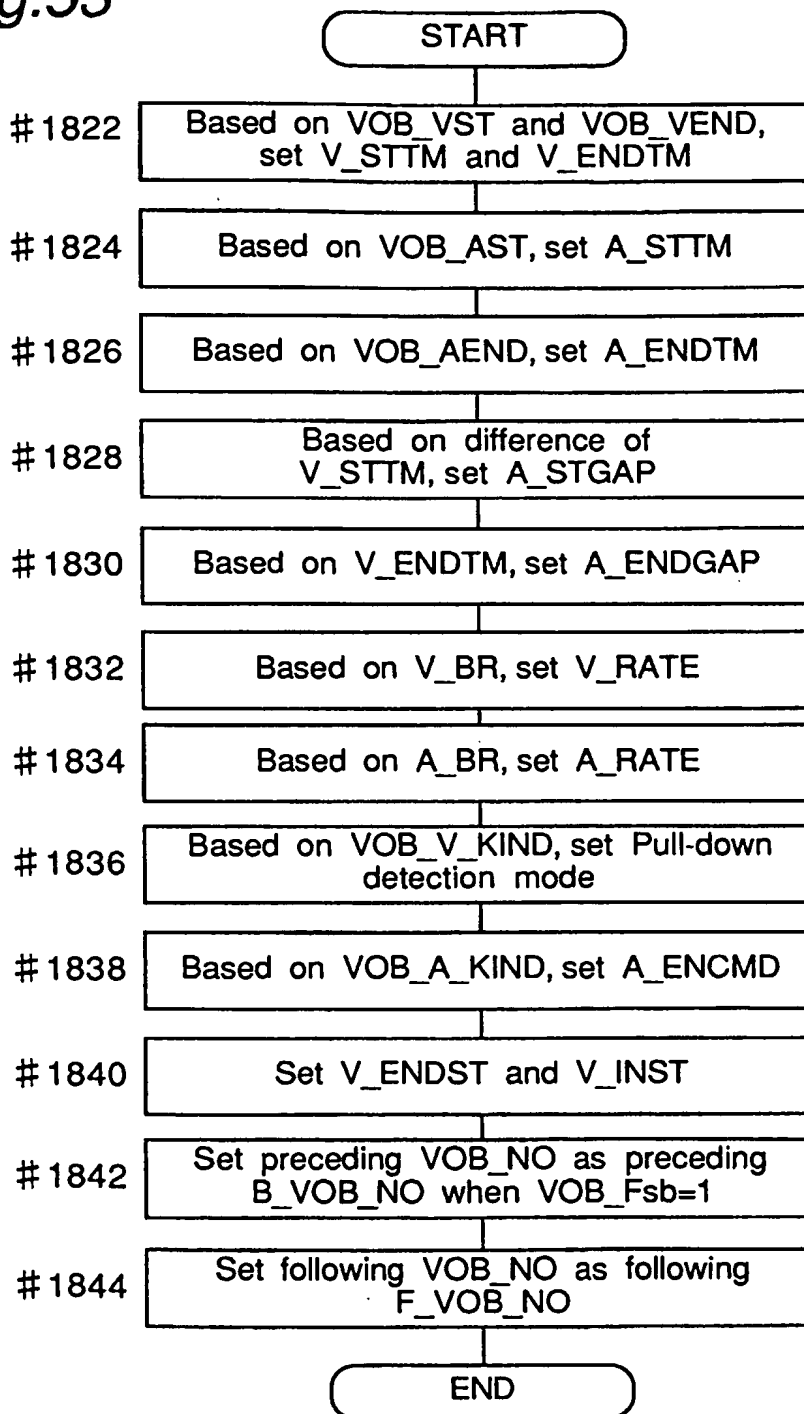 g.53
START
#1822
Based on VOB_VST and VOB_VEND,
set V_STTM and V_ENDTM
#1824
Based on VOB_AST, set A_STTM
#1826
Based on VOB_AEND, set A_ENDTM
#1828
Based on difference of
V_STTM, set A_STGAP
#1830
Based on V_ENDTM, set A_ENDGAP
#1832
Based on V_BR, set V_RATE
#1834
Based on A_BR, set A_RATE
#1836
Based on VOB_V_KIND, set Pull-down
detection mode
#1838
Based on VOB_A_KIND, set A_ENCMD
#1840
Set V_ENDST and V_INST
#1842
Set preceding VOB_NO as preceding
B_VOB_NO when VOB_Fsb=1
#1844
Set following VOB_NO as following
F_VOB_NO
END